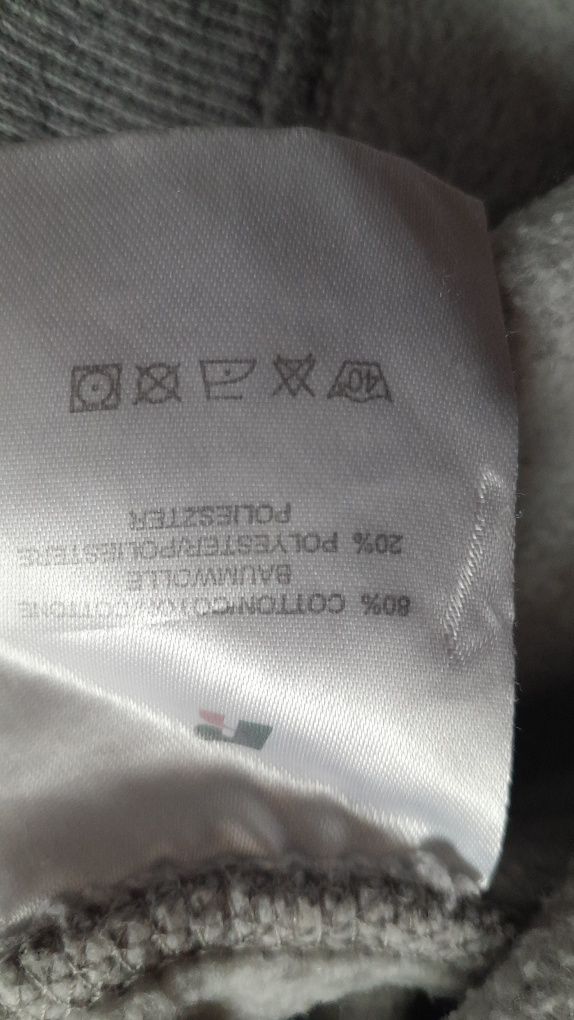 80% COTTON/COTONE
BAUMWOLLE
20% POLYESTER/POLIESTERE
POLIESZTER
40